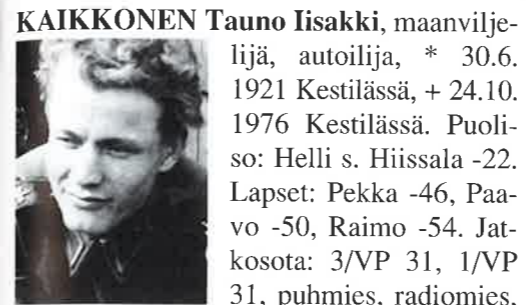 KAIKKONEN Tauno Iisakki, maanvilje-
lijä, autoilija, * 30.6.
1921 Kestilässä, + 24.10.
1976 Kestilässä. Puoli-
so: Helli s. Hiissala -22.
Lapset: Pekka -46, Paa-
vo -50, Raimo -54. Jat-
kosota: 3/VP 31, 1/VP
31, puhmies, radiomies,